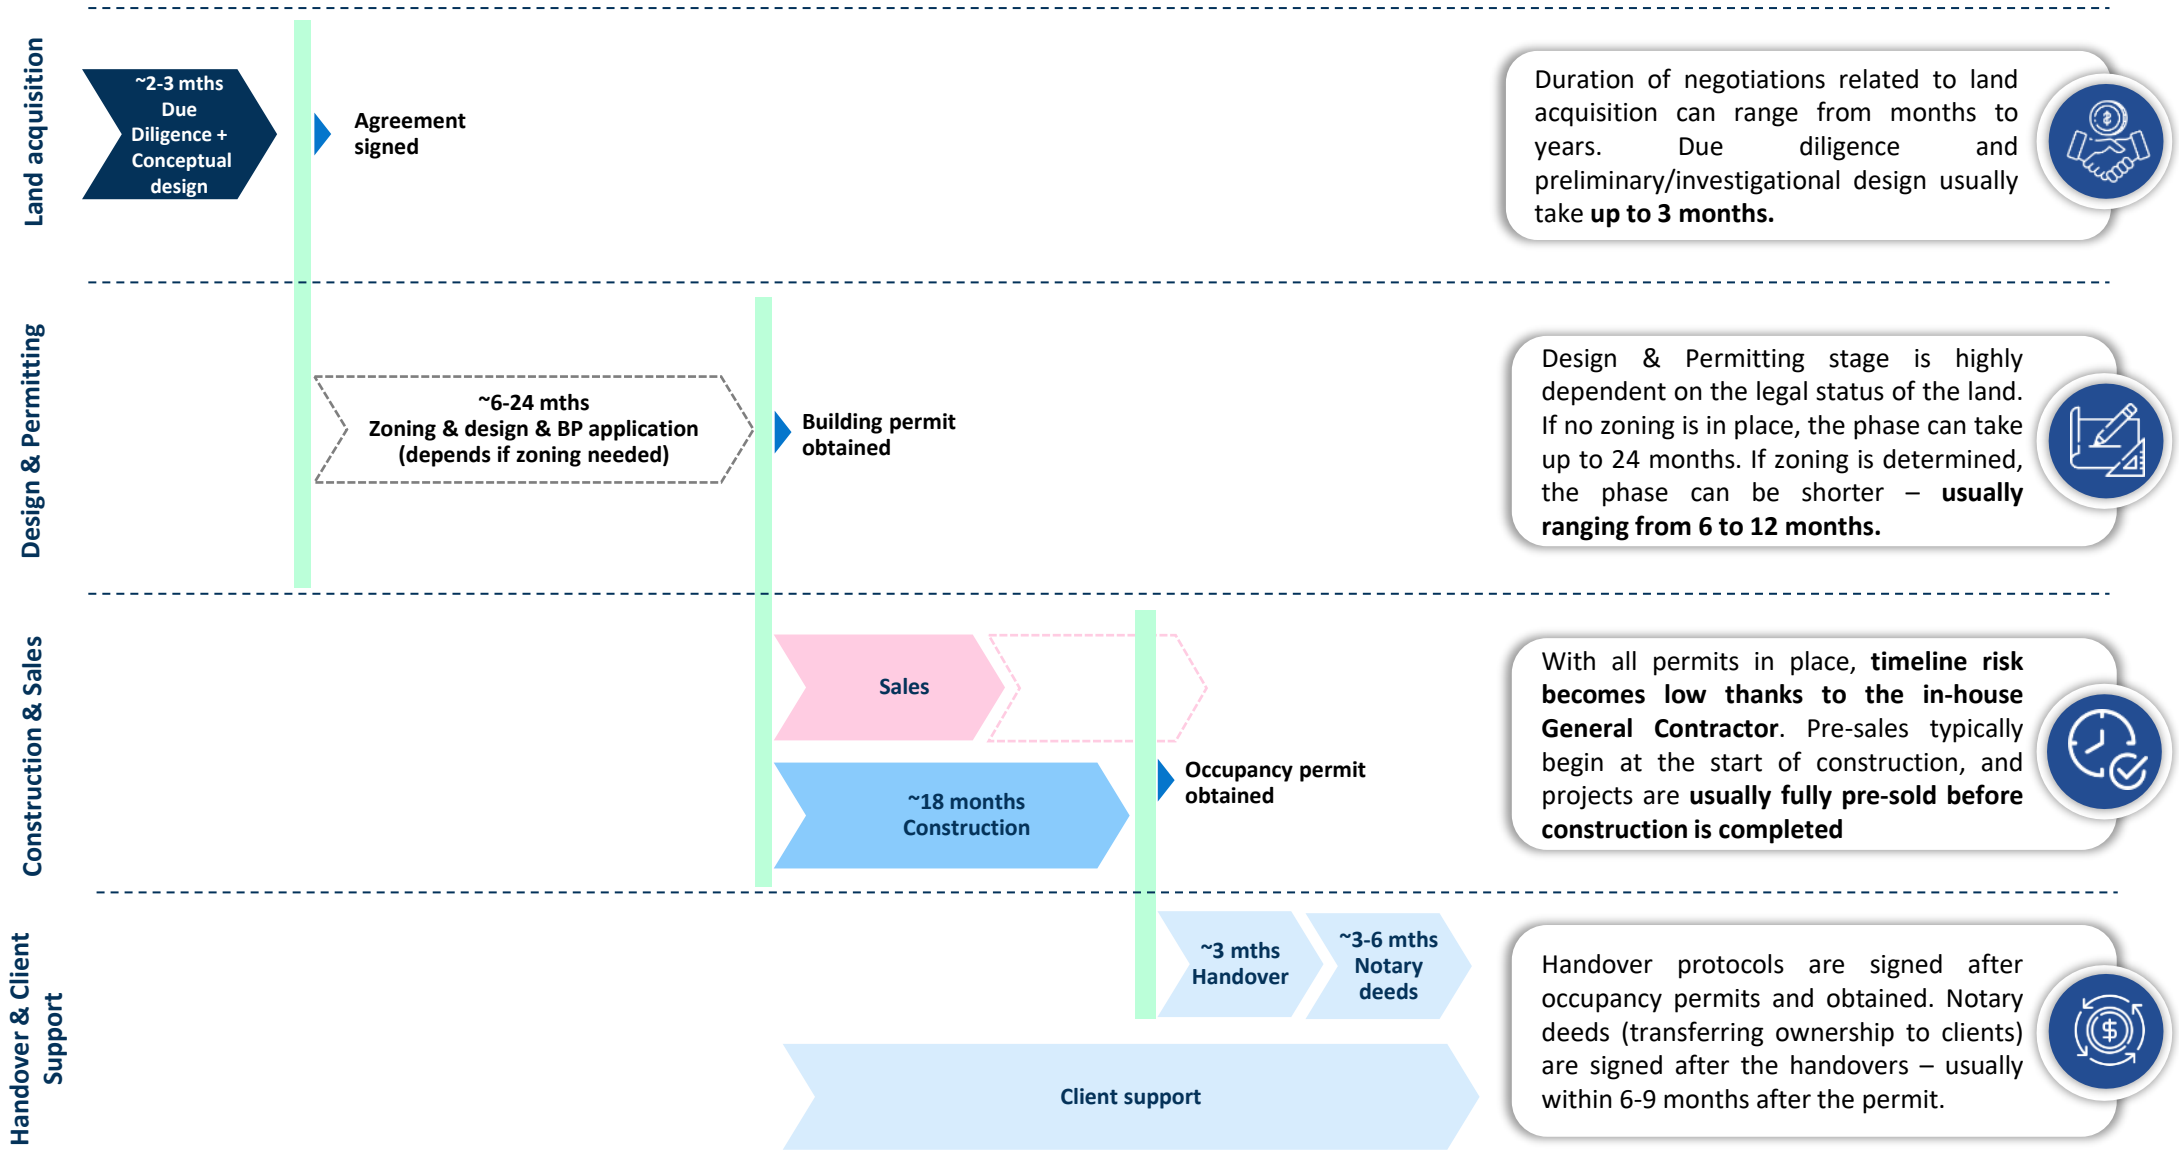 Land acquisition
~2-3 mths
Due
Diligence +
Conceptual
design
Agreement
signed
Duration of negotiations related to land
acquisition can range from months to
years. Due diligence and
preliminary/investigational design usually
take up to 3 months.
Design & Permitting
~6-24 mths
Zoning & design & BP application
(depends if zoning needed)
Building permit
obtained
Design & Permitting stage is highly
dependent on the legal status of the land.
If no zoning is in place, the phase can take
up to 24 months. If zoning is determined,
the phase can be shorter – usually
ranging from 6 to 12 months.
Construction & Sales
Sales
~18 months
Construction
Occupancy permit
obtained
With all permits in place, timeline risk
becomes low thanks to the in-house
General Contractor. Pre-sales typically
begin at the start of construction, and
projects are usually fully pre-sold before
construction is completed
Handover & Client
Support
~3 mths
Handover
~3-6 mths
Notary
deeds
Client support
Handover protocols are signed after
occupancy permits and obtained. Notary
deeds (transferring ownership to clients)
are signed after the handovers – usually
within 6-9 months after the permit.